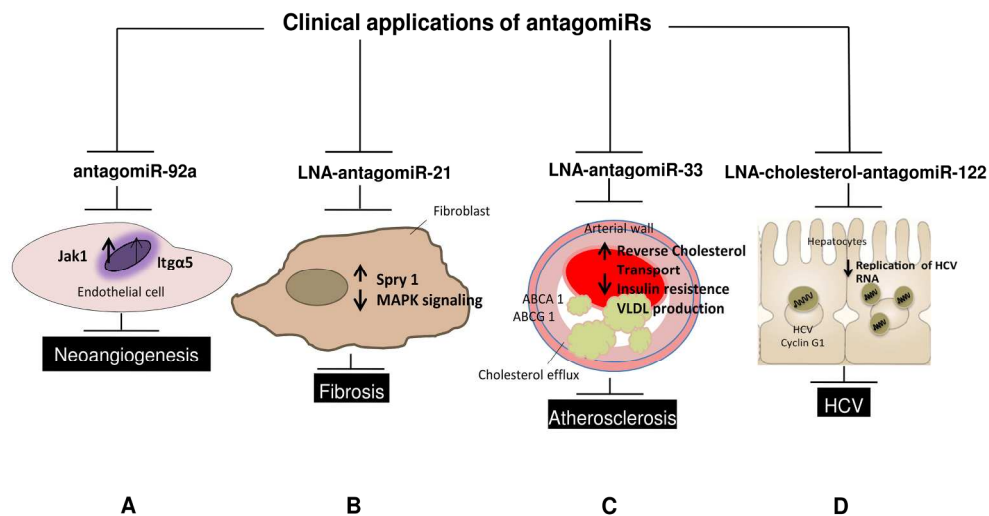 Clinical applications of antagomiRs
antagomiR-92a
Jak1
Itgα5
Endothelial cell
Neoangiogenesis
A
LNA-antagomiR-21
Fibroblast
Spry 1
MAPK signaling
Fibrosis
B
LNA-antagomiR-33
Arterial wall
Reverse Cholesterol
Transport
Insulin resistence
VLDL production
ABCA 1
ABCG 1
Cholesterol efflux
Atherosclerosis
C
LNA-cholesterol-antagomiR-122
Hepatocytes
Replication of HCV
RNA
HCV
Cyclin G1
HCV
D